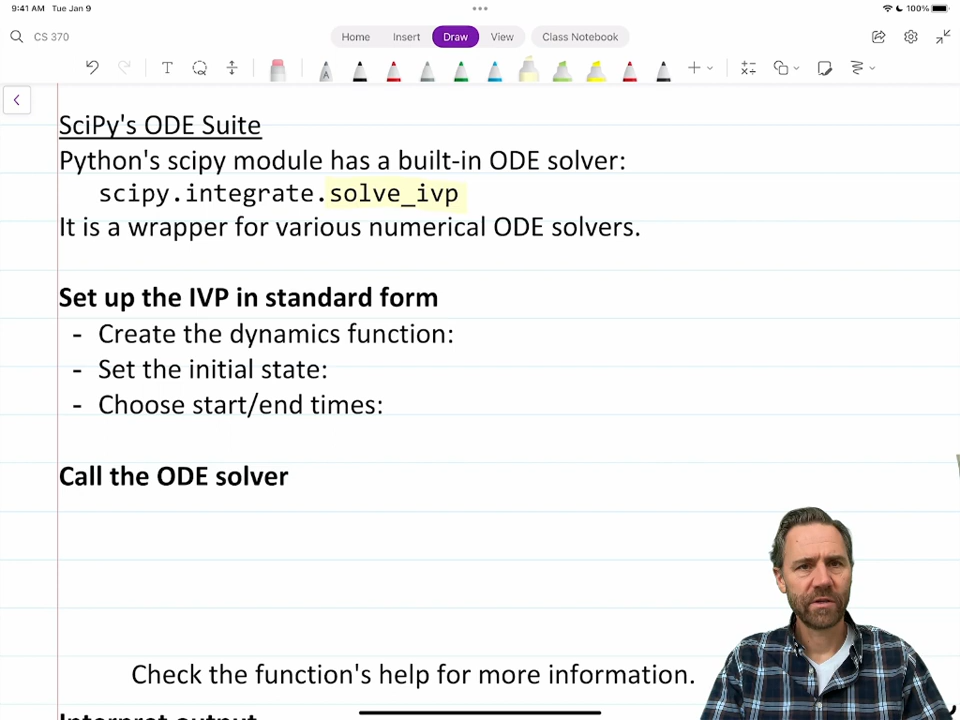 9:41 AM Tue Jan 9
100%
CS 370
Home Insert Draw View Class Notebook
T
A
SciPy's ODE Suite
Python's scipy module has a built-in ODE solver:
scipy.integrate.solve_ivp
It is a wrapper for various numerical ODE solvers.
Set up the IVP in standard form
- Create the dynamics function:
- Set the initial state:
- Choose start/end times:
Call the ODE solver
Check the function's help for more information.
Interpret output